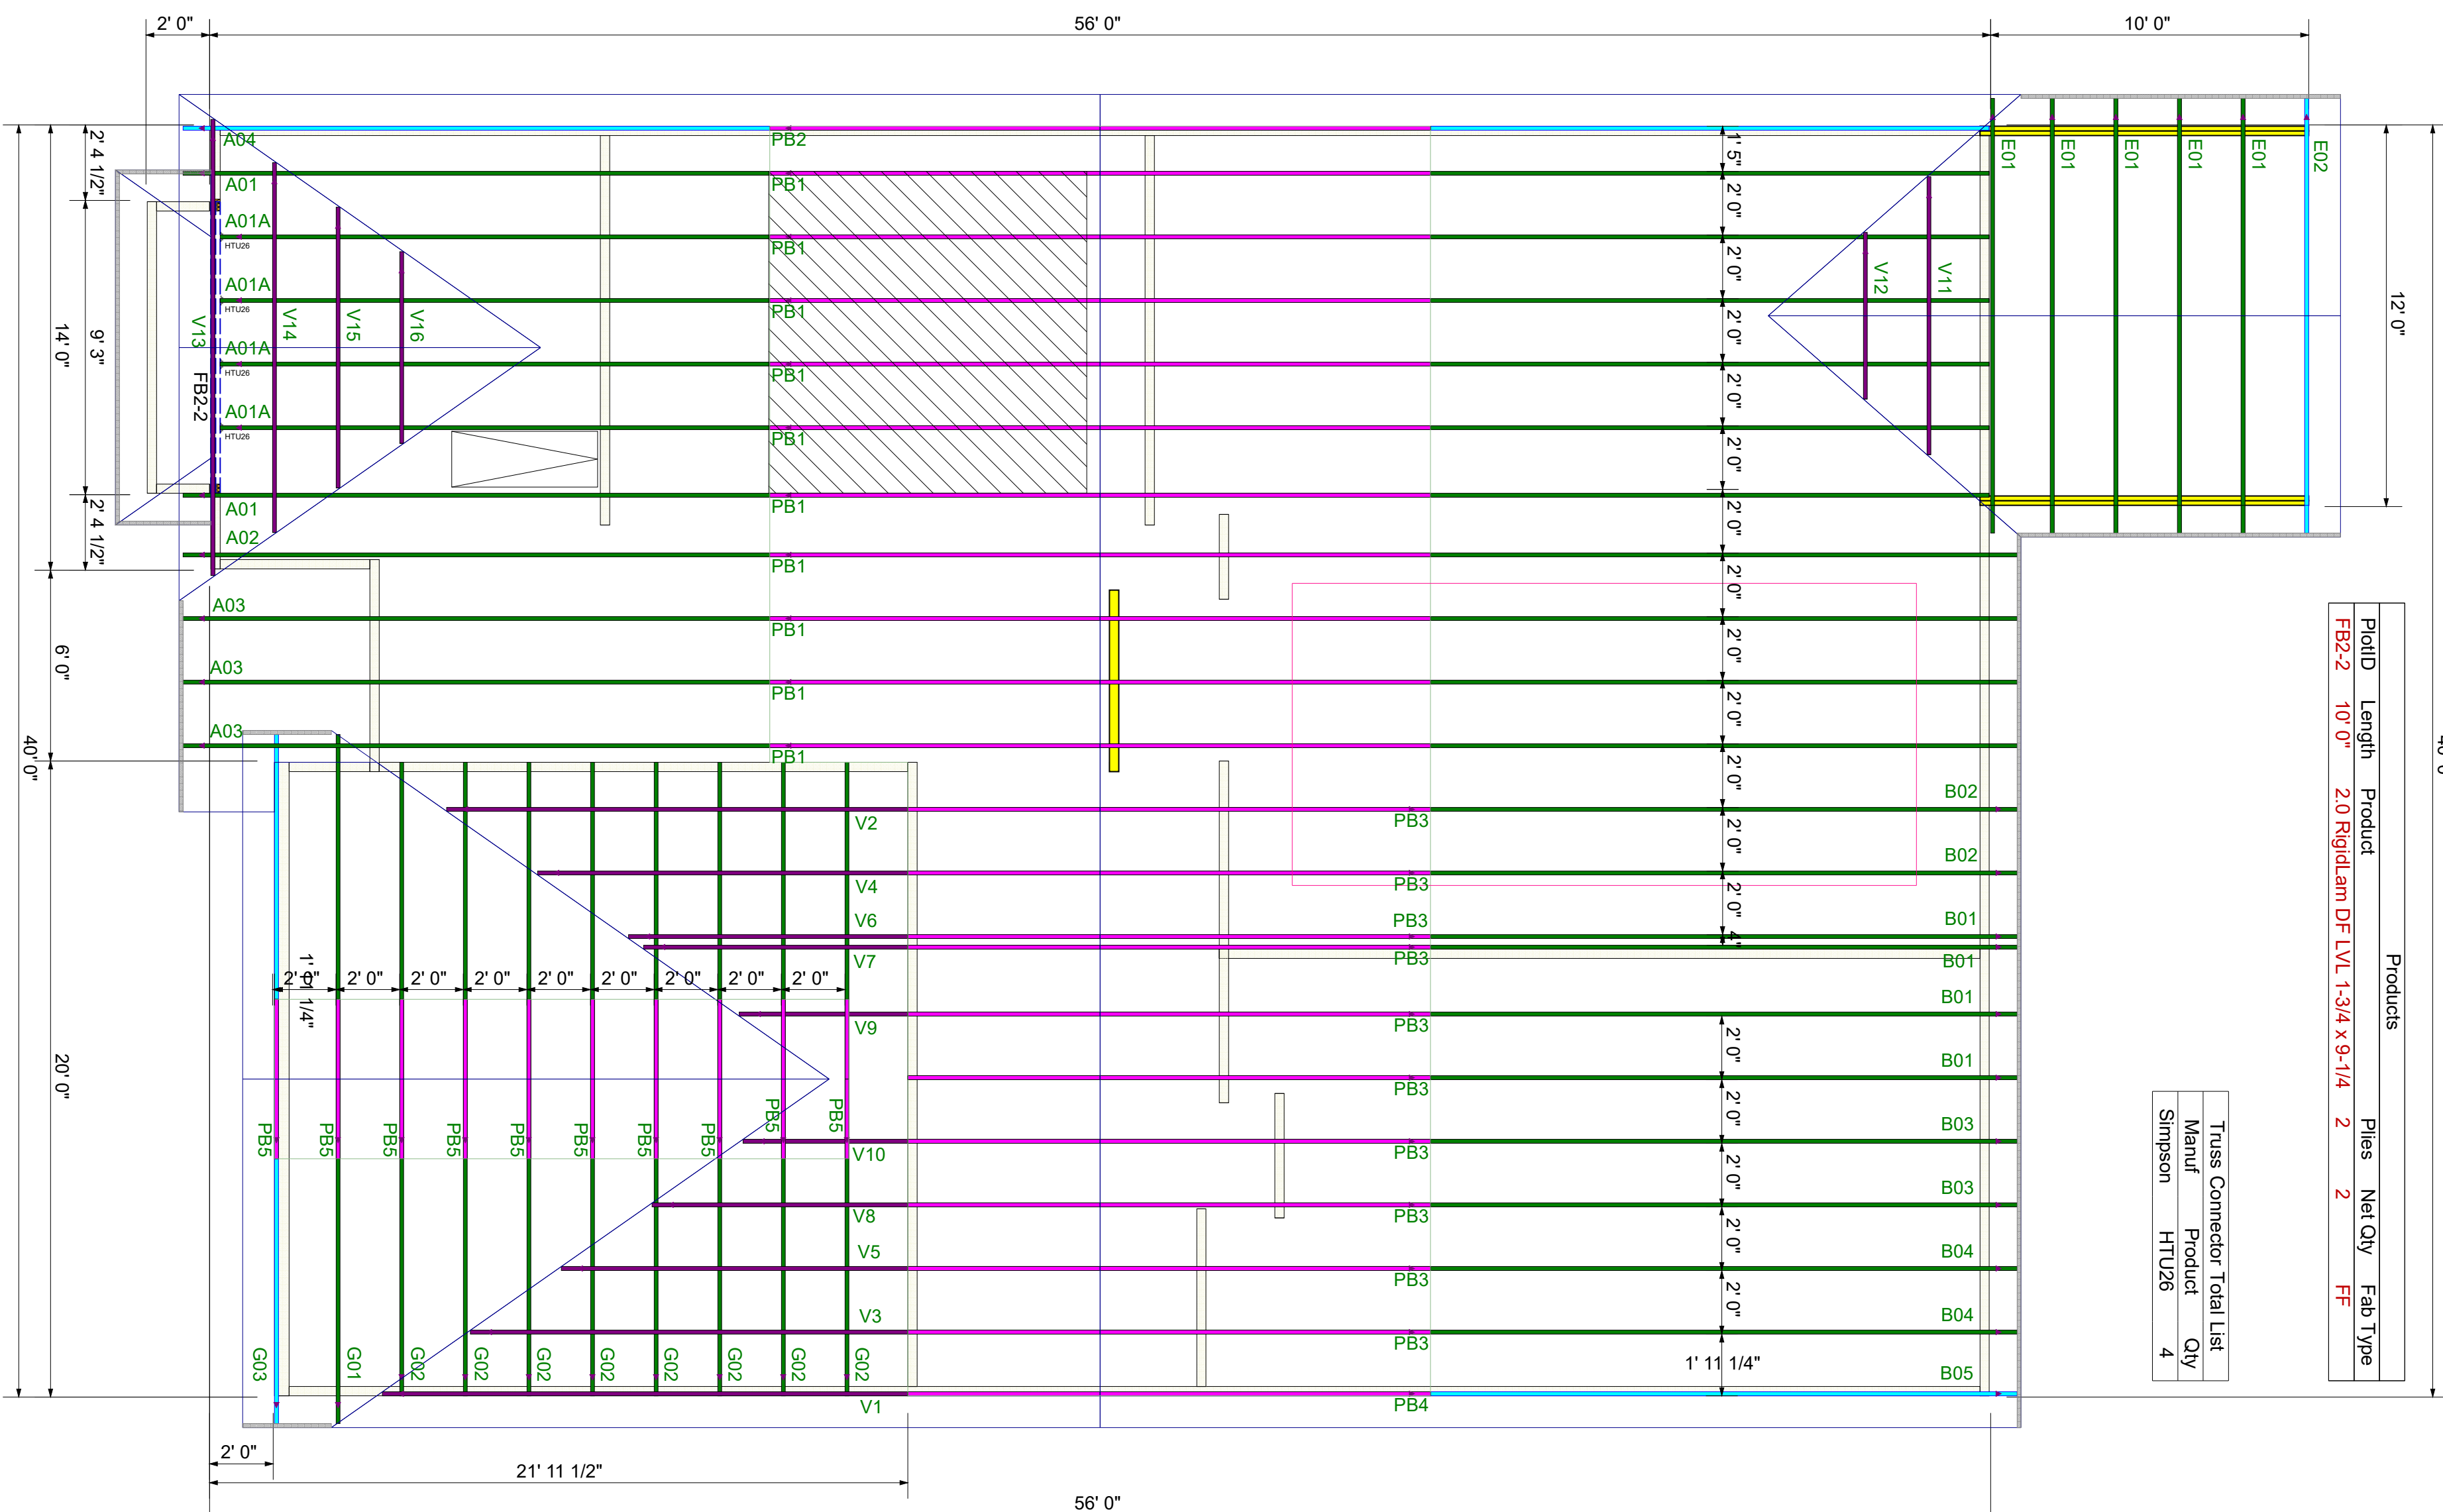 2' 0"
56' 0"
10' 0"
A04
PB2
2' 4 1/2"
1' 5"
E01
E01
E01
E01
E01
E02
A01
PB1
2' 0"
A01A
HTU26
PB1
2' 0"
V12
V11
12' 0"
A01A
HTU26
PB1
2' 0"
V13
V14
V15
V16
14' 0"
9' 3"
A01A
HTU26
PB1
2' 0"
FB2-2
A01A
HTU26
PB1
2' 0"
A01
PB1
2' 0"
2' 4 1/2"
A02
PB1
2' 0"
A03
PB1
2' 0"
6' 0"
A03
PB1
2' 0"
A03
PB1
2' 0"
40' 0"
Products
PlotID Length Product Plies Net Qty Fab Type
FB2-2 10' 0" 2.0 RigidLam DF LVL 1-3/4 x 9-1/4 2 2 FF
B02
V2
PB3
2' 0"
B02
V4
PB3
2' 0"
V6
PB3
B01
4"
V7
PB3
B01
1' 11 1/4"
2' 0"
2' 0"
2' 0"
2' 0"
2' 0"
2' 0"
2' 0"
2' 0"
2' 0"
B01
V9
PB3
2' 0"
B01
PB3
2' 0"
20' 0"
PB5
PB5
PB5
PB5
PB5
PB5
PB5
PB5
PB5
PB5
B03
V10
PB3
2' 0"
Truss Connector Total List
Manuf Product Qty
Simpson HTU26 4
B03
V8
PB3
2' 0"
V5
B04
PB3
2' 0"
V3
B04
PB3
G03
G01
G02
G02
G02
G02
G02
G02
G02
G02
1' 11 1/4"
B05
V1
PB4
2' 0"
21' 11 1/2"
56' 0"